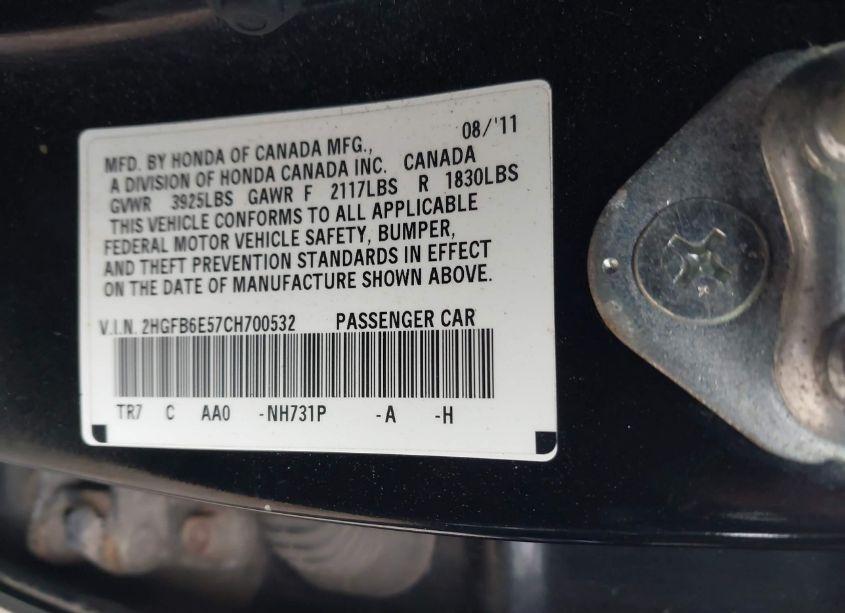 08/'11
MFD. BY HONDA OF CANADA MFG.,
A DIVISION OF HONDA CANADA INC. CANADA
GVWR 3925LBS GAWR F 2117LBS R 1830LBS
THIS VEHICLE CONFORMS TO ALL APPLICABLE
FEDERAL MOTOR VEHICLE SAFETY, BUMPER,
AND THEFT PREVENTION STANDARDS IN EFFECT
ON THE DATE OF MANUFACTURE SHOWN ABOVE.
V.I.N. 2HGFB6E57CH700532 PASSENGER CAR
TR7 C AA0 -NH731P -A -H